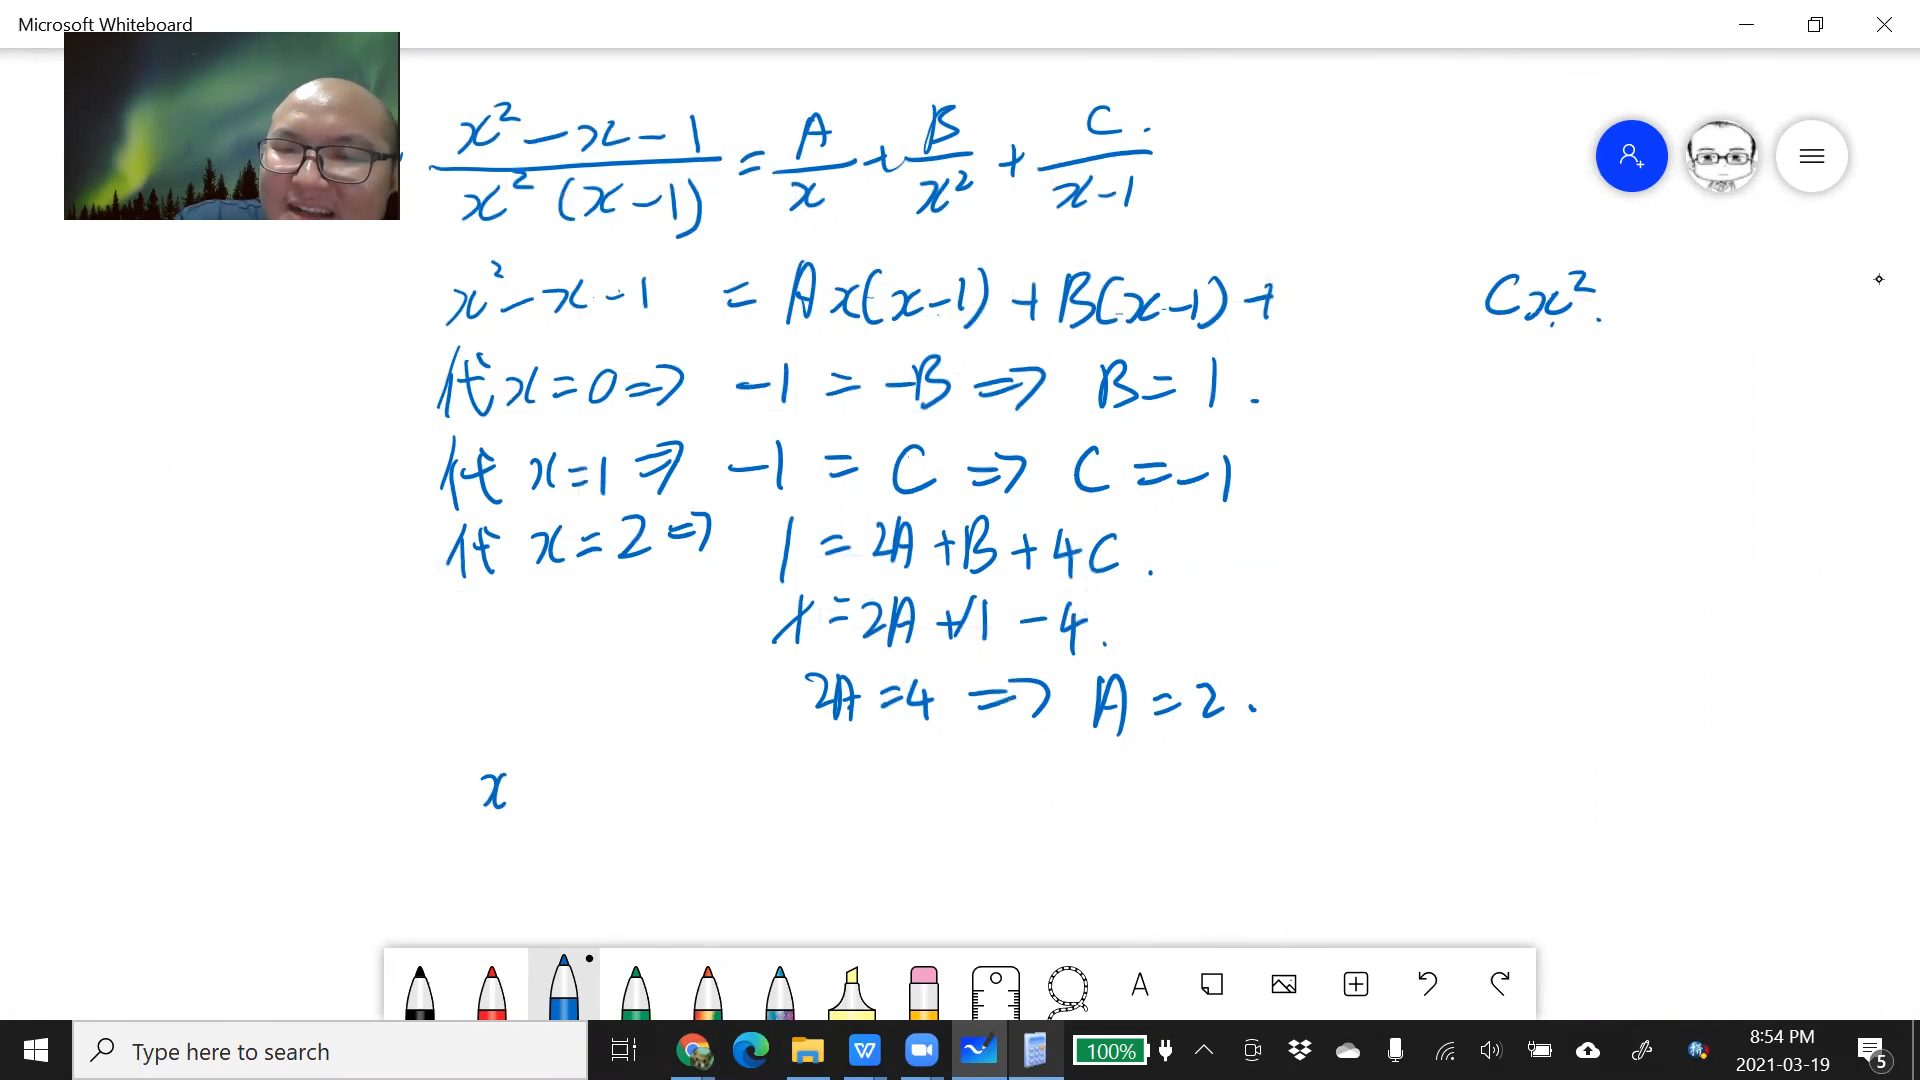 Microsoft Whiteboard
x² - x - 1 / x² (x - 1) = A / x + B / x² + C / x - 1 .
x² - x - 1 = A x(x - 1) + B(x - 1) + Cx² .
代 x = 0 ⇒ -1 = -B ⇒ B = 1 .
代 x = 1 ⇒ -1 = C ⇒ C = -1
代 x = 2 ⇒ 1 = 2A + B + 4C .
1 = 2A + 1 - 4 .
2A = 4 ⇒ A = 2 .
x
A
Type here to search
W
100%
8:54 PM
2021-03-19
5